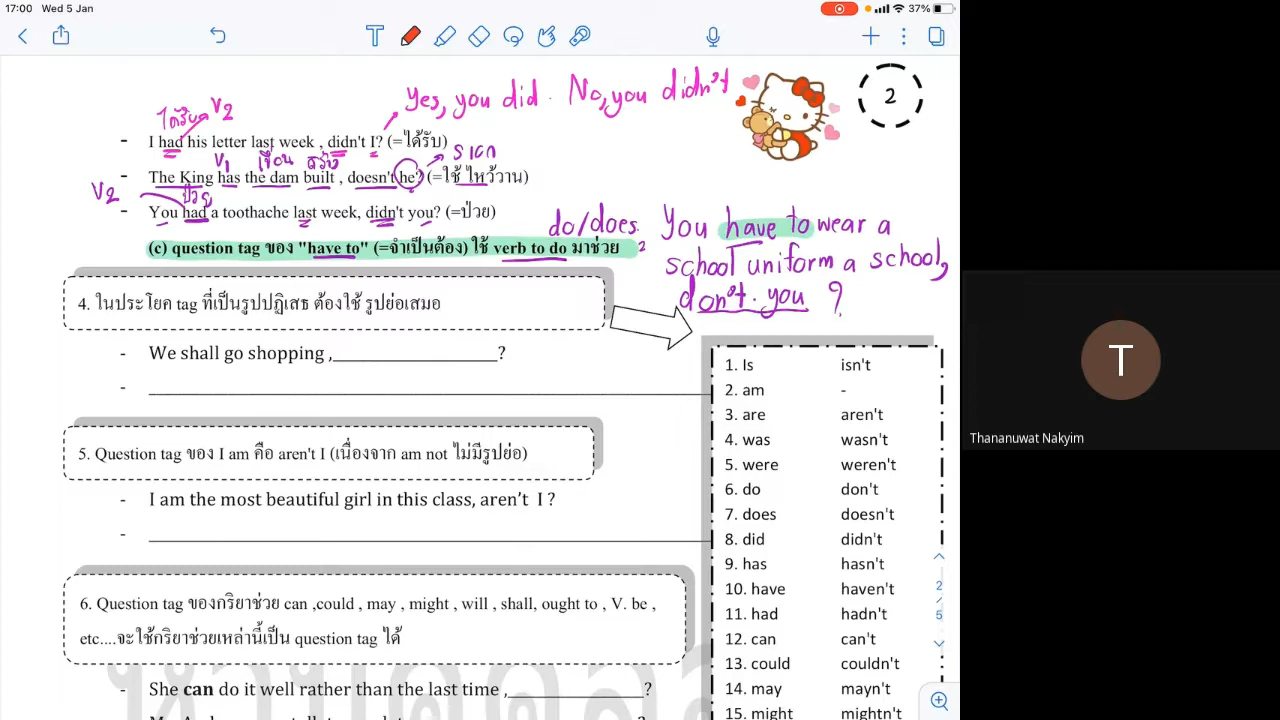 17:00 Wed 5 Jan
37%
2
Yes, you did. No, you didn't
ได้รับ V2
- I had his letter last week , didn't I? (=ได้รับ)
V1 เขื่อน สร้าง
- The King has the dam built , doesn't he? (=ใช้ ไหว้วาน)
V2 ป่วย
- You had a toothache last week, didn't you? (=ป่วย)
do/does
(c) question tag ของ "have to" (=จำเป็นต้อง) ใช้ verb to do มาช่วย
You have to wear a
school uniform a school,
don't you ?
4. ในประโยค tag ที่เป็นรูปปฏิเสธ ต้องใช้ รูปย่อเสมอ
- We shall go shopping ,_________________?
-
5. Question tag ของ I am คือ aren't I (เนื่องจาก am not ไม่มีรูปย่อ)
- I am the most beautiful girl in this class, aren't I ?
-
6. Question tag ของกริยาช่วย can ,could , may , might , will , shall, ought to , V. be ,
etc....จะใช้กริยาช่วยเหล่านี้เป็น question tag ได้
- She can do it well rather than the last time ,______________?
1. Is isn't
2. am -
3. are aren't
4. was wasn't
5. were weren't
6. do don't
7. does doesn't
8. did didn't
9. has hasn't
10. have haven't
11. had hadn't
12. can can't
13. could couldn't
14. may mayn't
15. might mightn't
2
5
T
Thananuwat Nakyim